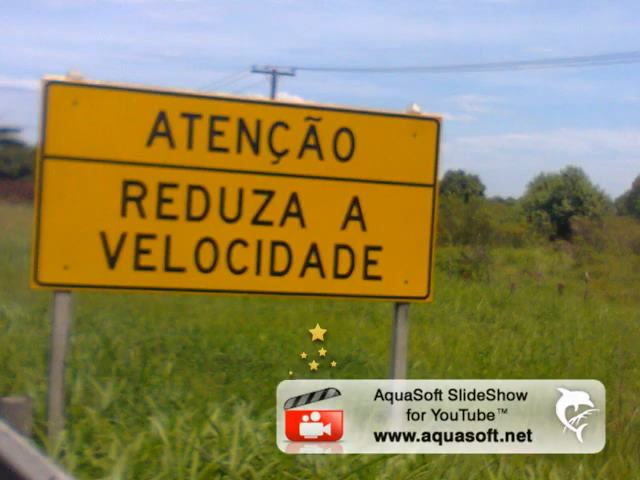 ATENÇÃO
REDUZA A
VELOCIDADE
AquaSoft SlideShow
for YouTube™
www.aquasoft.net